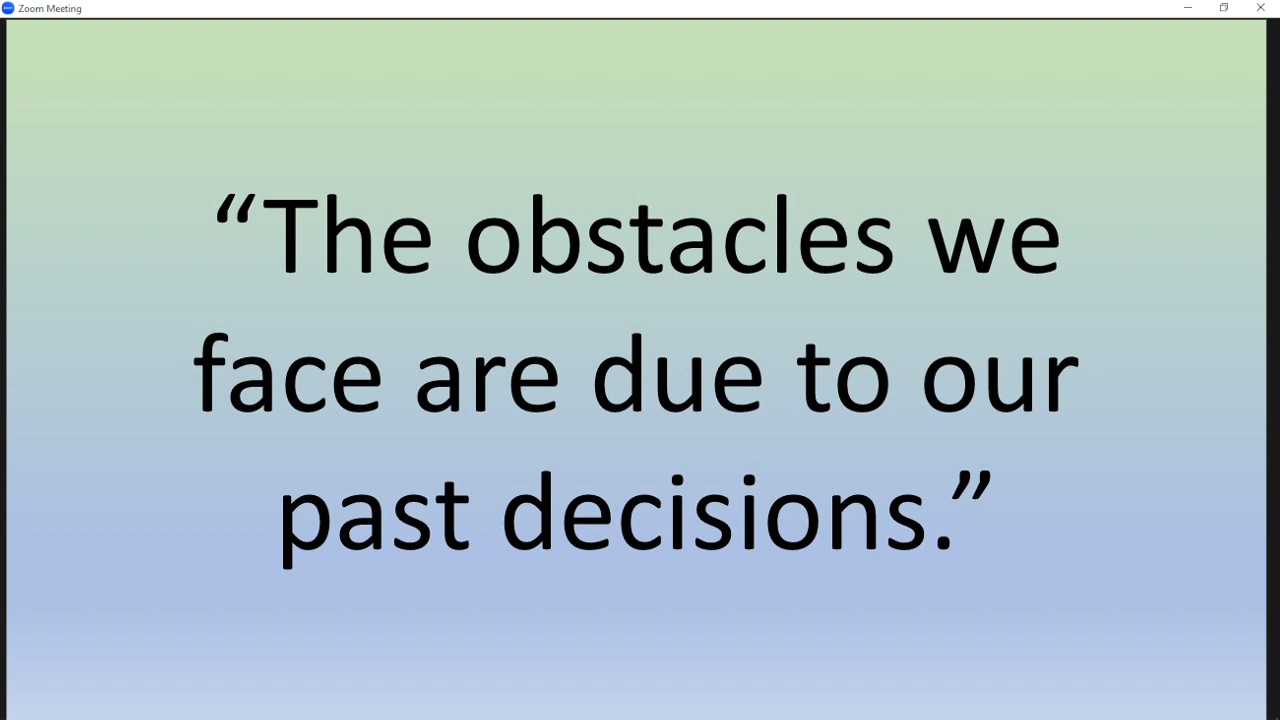 Zoom Meeting
“The obstacles we
face are due to our
past decisions.”